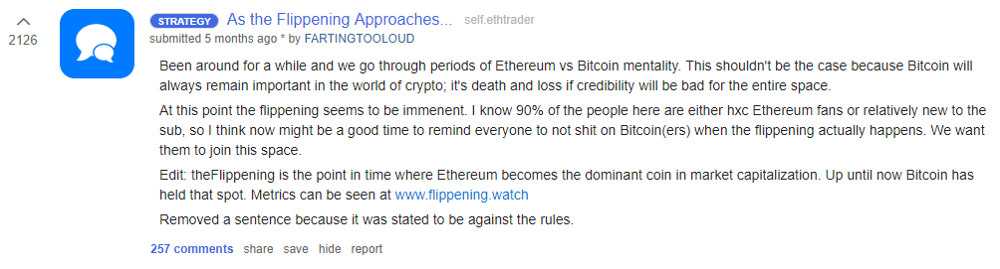 STRATEGY As the Flippening Approaches... self.ethtrader
2126
submitted 5 months ago * by FARTINGTOOLOUD
Been around for a while and we go through periods of Ethereum vs Bitcoin mentality. This shouldn't be the case because Bitcoin will
always remain important in the world of crypto; it's death and loss if credibility will be bad for the entire space.
At this point the flippening seems to be immenent. I know 90% of the people here are either hxc Ethereum fans or relatively new to the
sub, so I think now might be a good time to remind everyone to not shit on Bitcoin(ers) when the flippening actually happens. We want
them to join this space.
Edit: theFlippening is the point in time where Ethereum becomes the dominant coin in market capitalization. Up until now Bitcoin has
held that spot. Metrics can be seen at www.flippening.watch
Removed a sentence because it was stated to be against the rules.
257 comments share save hide report